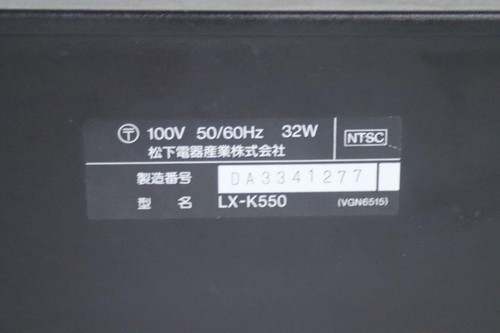 〶 100V 50/60Hz 32W NTSC
松下電器産業株式会社
製造番号 DA3341277
型名 LX-K550 (VGN6515)